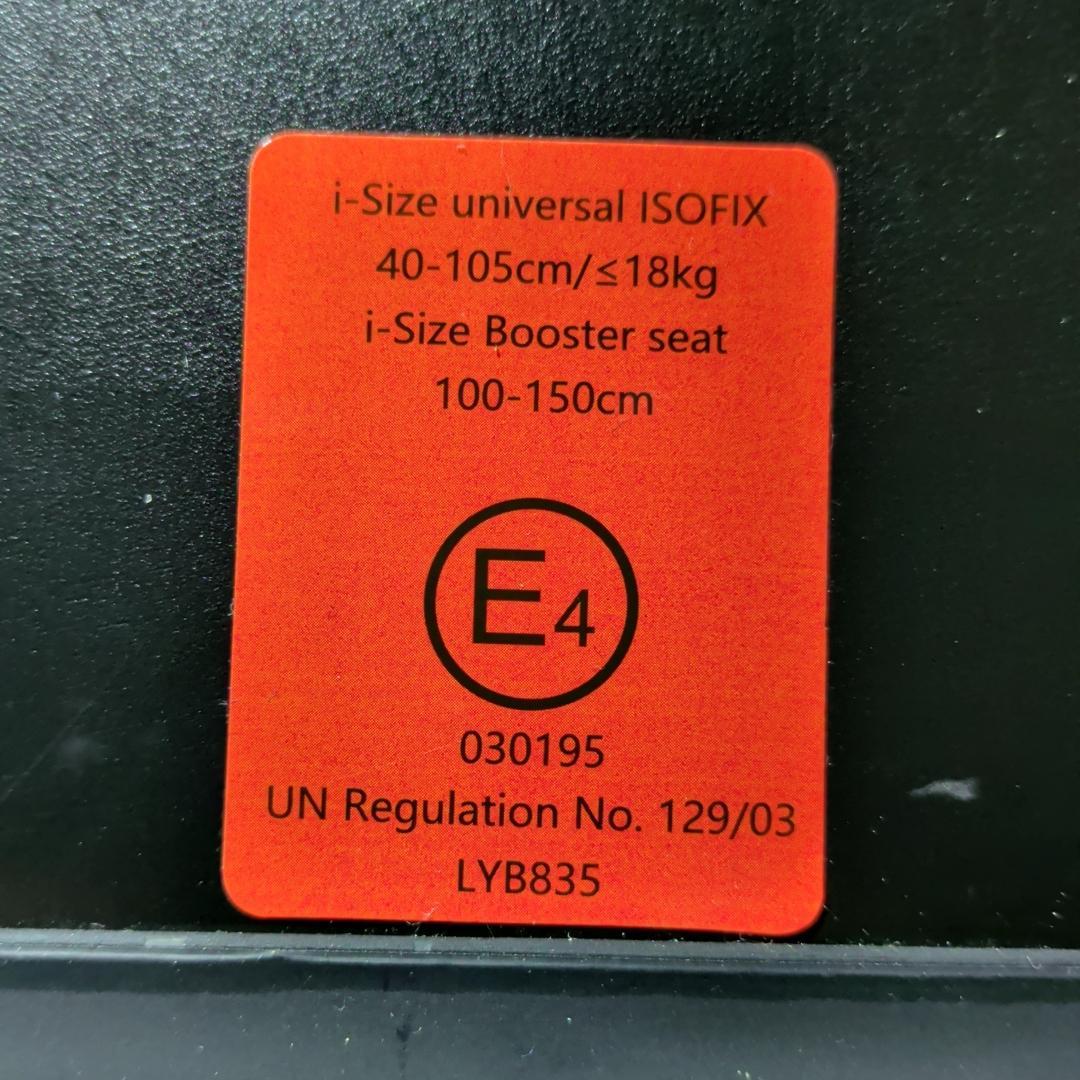 i-Size universal ISOFIX
40-105cm/≤18kg
i-Size Booster seat
100-150cm
E4
030195
UN Regulation No. 129/03
LYB835